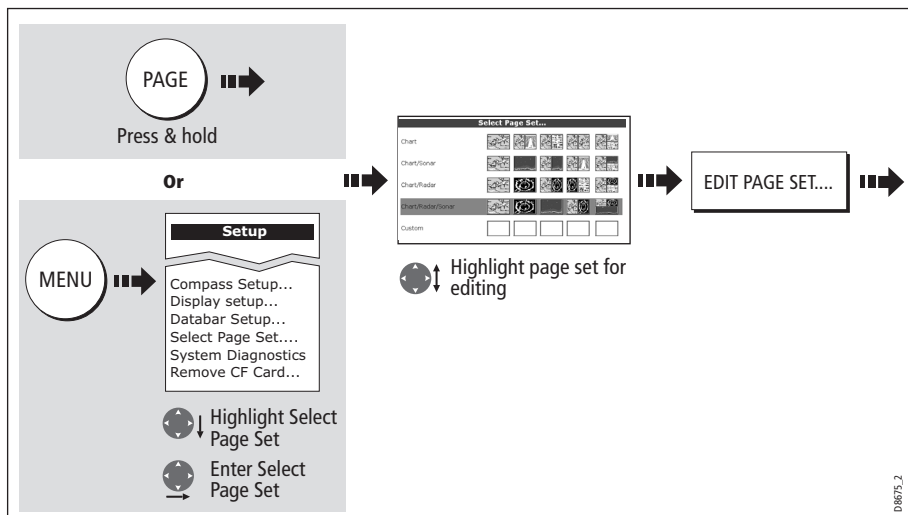 PAGE
Press & hold
Or
MENU
Setup
Compass Setup...
Display setup...
Databar Setup...
Select Page Set....
System Diagnostics
Remove CF Card...
Highlight Select
Page Set
Enter Select
Page Set
Select Page Set...
Chart
Chart/Sonar
Chart/Radar
Chart/Radar/Sonar
Custom
Highlight page set for
editing
EDIT PAGE SET....
D8675_2